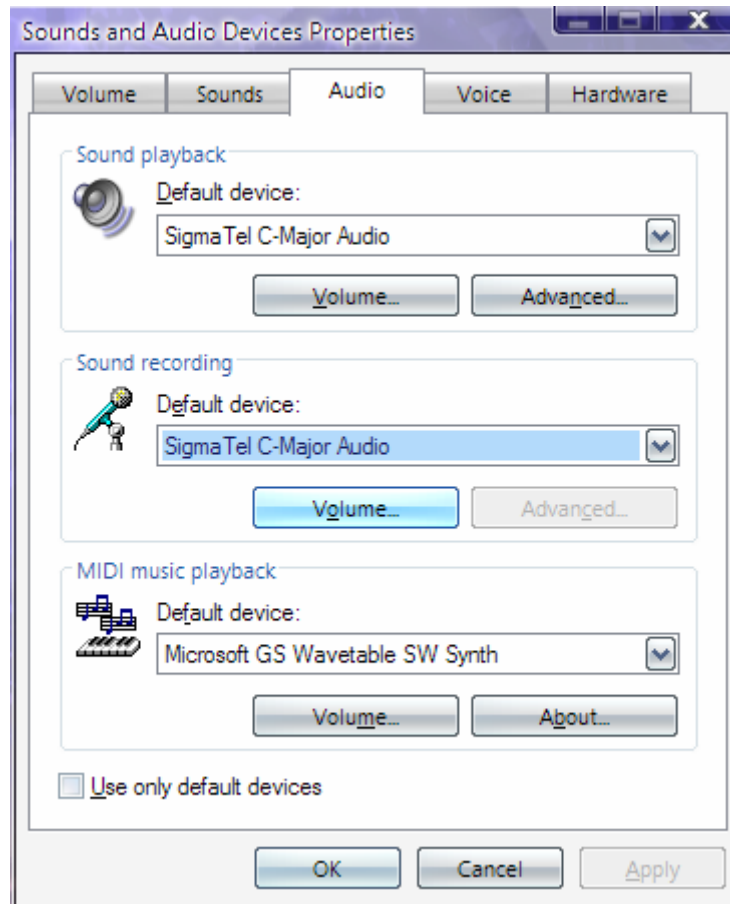 Sounds and Audio Devices Properties
Volume Sounds Audio Voice Hardware
Sound playback
Default device:
SigmaTel C-Major Audio
Volume... Advanced...
Sound recording
Default device:
SigmaTel C-Major Audio
Volume... Advanced...
MIDI music playback
Default device:
Microsoft GS Wavetable SW Synth
Volume... About...
Use only default devices
OK Cancel Apply